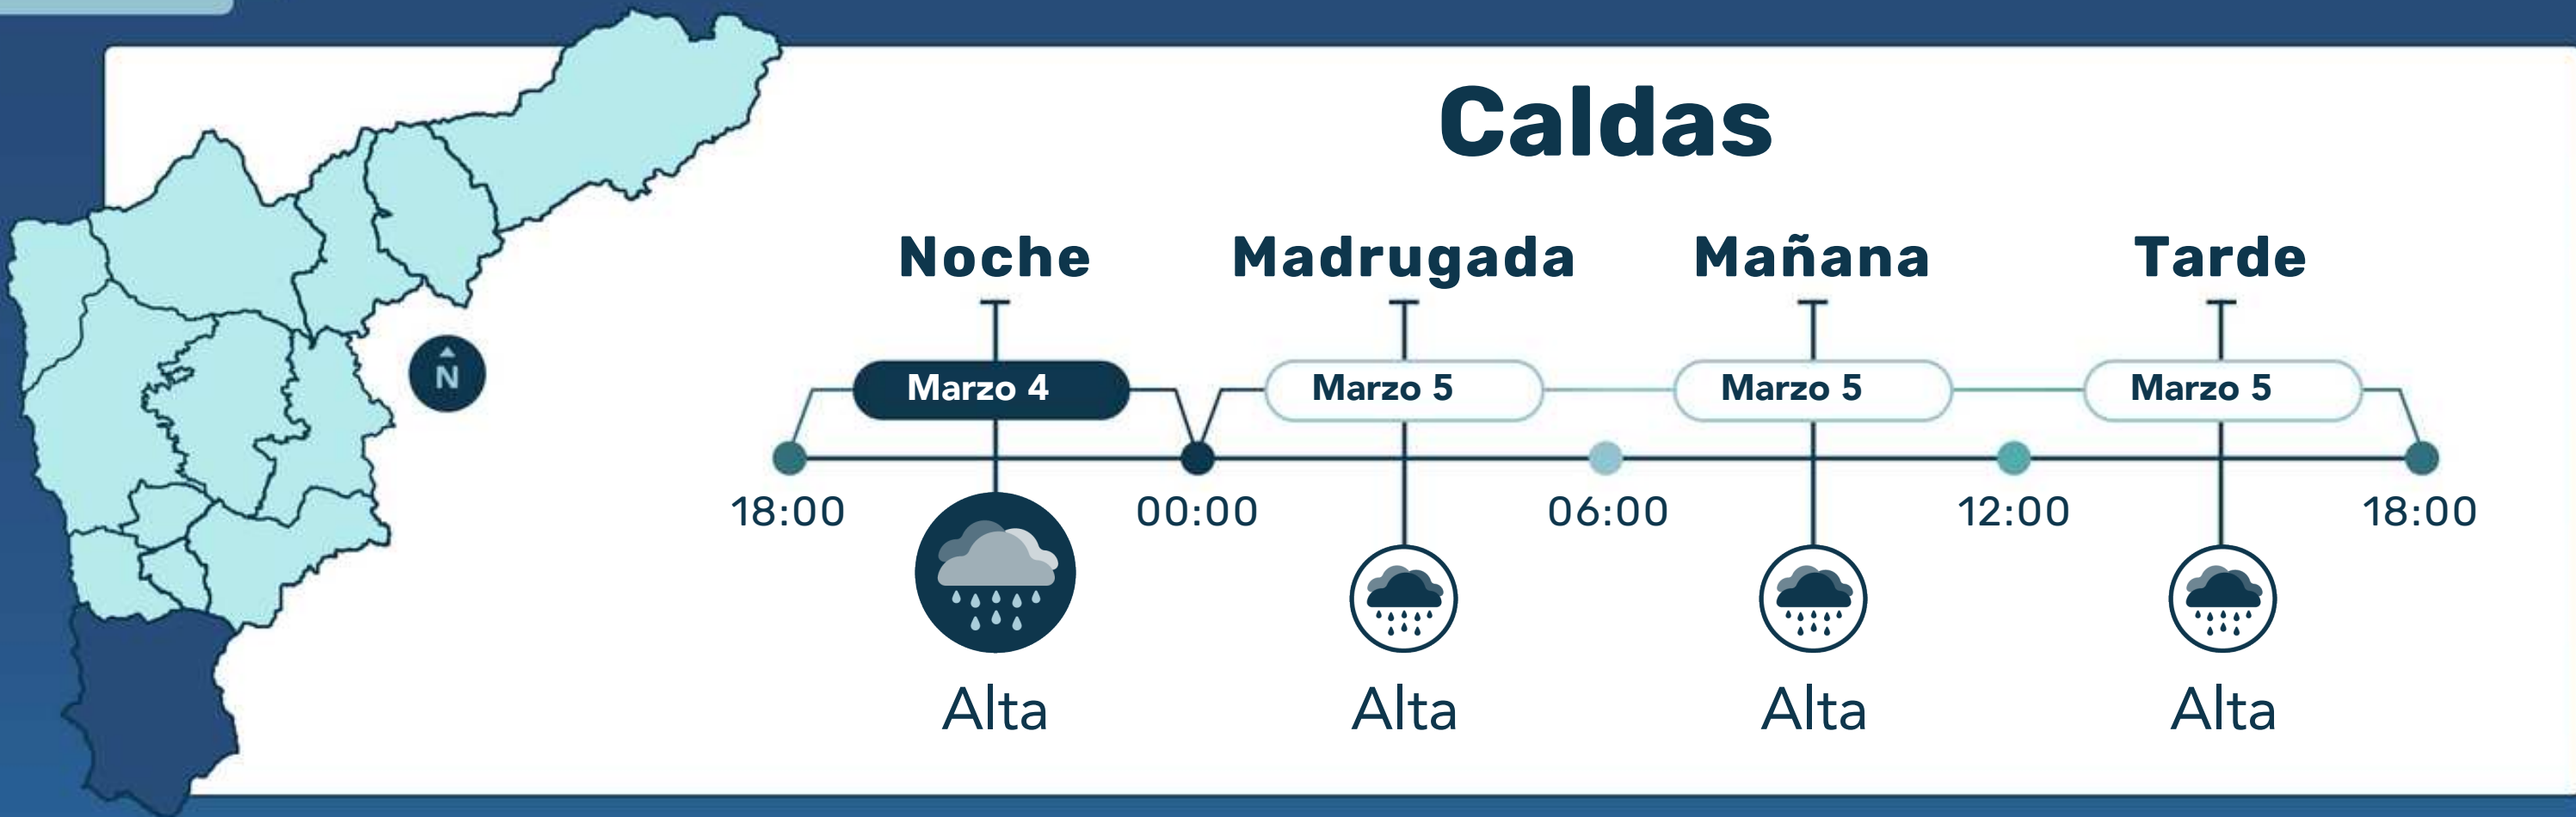 Caldas
Noche Madrugada Mañana Tarde
N
Marzo 4 Marzo 5 Marzo 5 Marzo 5
18:00 00:00 06:00 12:00 18:00
Alta Alta Alta Alta